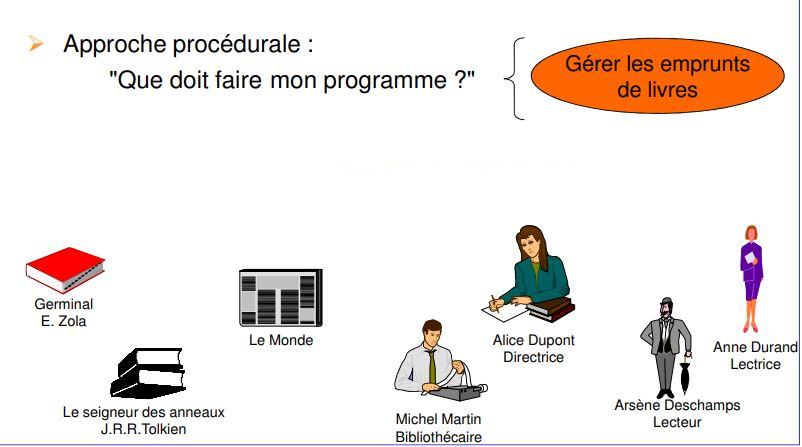 Approche procédurale :
"Que doit faire mon programme ?"
Gérer les emprunts
de livres
Germinal
E. Zola
Le Monde
Alice Dupont
Directrice
Anne Durand
Lectrice
Le seigneur des anneaux
J.R.R.Tolkien
Michel Martin
Bibliothécaire
Arsène Deschamps
Lecteur